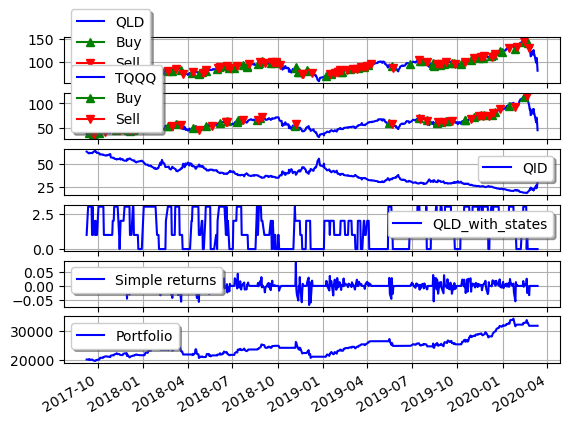 QLD
Buy
Sell
150
100
TQQQ
Buy
Sell
100
50
QID
50
25
QLD_with_states
2.5
0.0
Simple returns
0.05
0.00
−0.05
Portfolio
30000
20000
2017-10
2018-01
2018-04
2018-07
2018-10
2019-01
2019-04
2019-07
2019-10
2020-01
2020-04